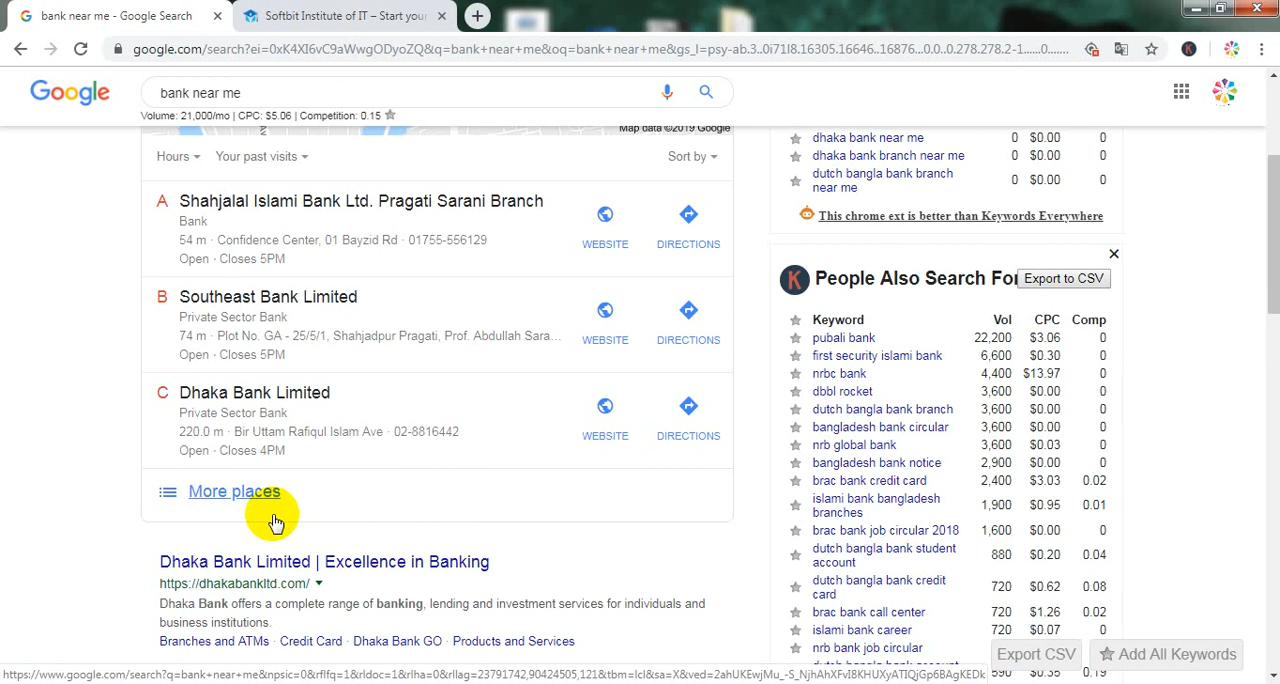 bank near me - Google Search
Softbit Institute of IT – Start your
google.com/search?ei=0xK4XI6vC9aWwgODyoZQ&q=bank+near+me&oq=bank+near+me&gs_l=psy-ab.3..0i71l8.16305.16646..16876...0.0..0.278.278.2-1......0.......
Google
bank near me
Volume: 21,000/mo | CPC: $5.06 | Competition: 0.15
Map data ©2019 Google
Hours
Your past visits
Sort by
A Shahjalal Islami Bank Ltd. Pragati Sarani Branch
Bank
54 m · Confidence Center, 01 Bayzid Rd · 01755-556129
Open · Closes 5PM
WEBSITE
DIRECTIONS
B Southeast Bank Limited
Private Sector Bank
74 m · Plot No. GA - 25/5/1, Shahjadpur Pragati, Prof. Abdullah Sara...
Open · Closes 5PM
WEBSITE
DIRECTIONS
C Dhaka Bank Limited
Private Sector Bank
220.0 m · Bir Uttam Rafiqul Islam Ave · 02-8816442
Open · Closes 4PM
WEBSITE
DIRECTIONS
More places
Dhaka Bank Limited | Excellence in Banking
https://dhakabankltd.com/
Dhaka Bank offers a complete range of banking, lending and investment services for individuals and
business institutions.
Branches and ATMs · Credit Card · Dhaka Bank GO · Products and Services
dhaka bank near me 0 $0.00 0
dhaka bank branch near me 0 $0.00 0
dutch bangla bank branch
near me 0 $0.00 0
This chrome ext is better than Keywords Everywhere
K People Also Search For
Export to CSV
Keyword Vol CPC Comp
pubali bank 22,200 $3.06 0
first security islami bank 6,600 $0.30 0
nrbc bank 4,400 $13.97 0
dbbl rocket 3,600 $0.00 0
dutch bangla bank branch 3,600 $0.00 0
bangladesh bank circular 3,600 $0.00 0
nrb global bank 3,600 $0.03 0
bangladesh bank notice 2,900 $0.00 0
brac bank credit card 2,400 $3.03 0.02
islami bank bangladesh
branches 1,900 $0.95 0.01
brac bank job circular 2018 1,600 $0.00 0
dutch bangla bank student
account 880 $0.20 0.04
dutch bangla bank credit
card 720 $0.62 0.08
brac bank call center 720 $1.26 0.02
islami bank career 720 $0.07 0
nrb bank job circular
Export CSV
Add All Keywords
590 $0.35 0.19